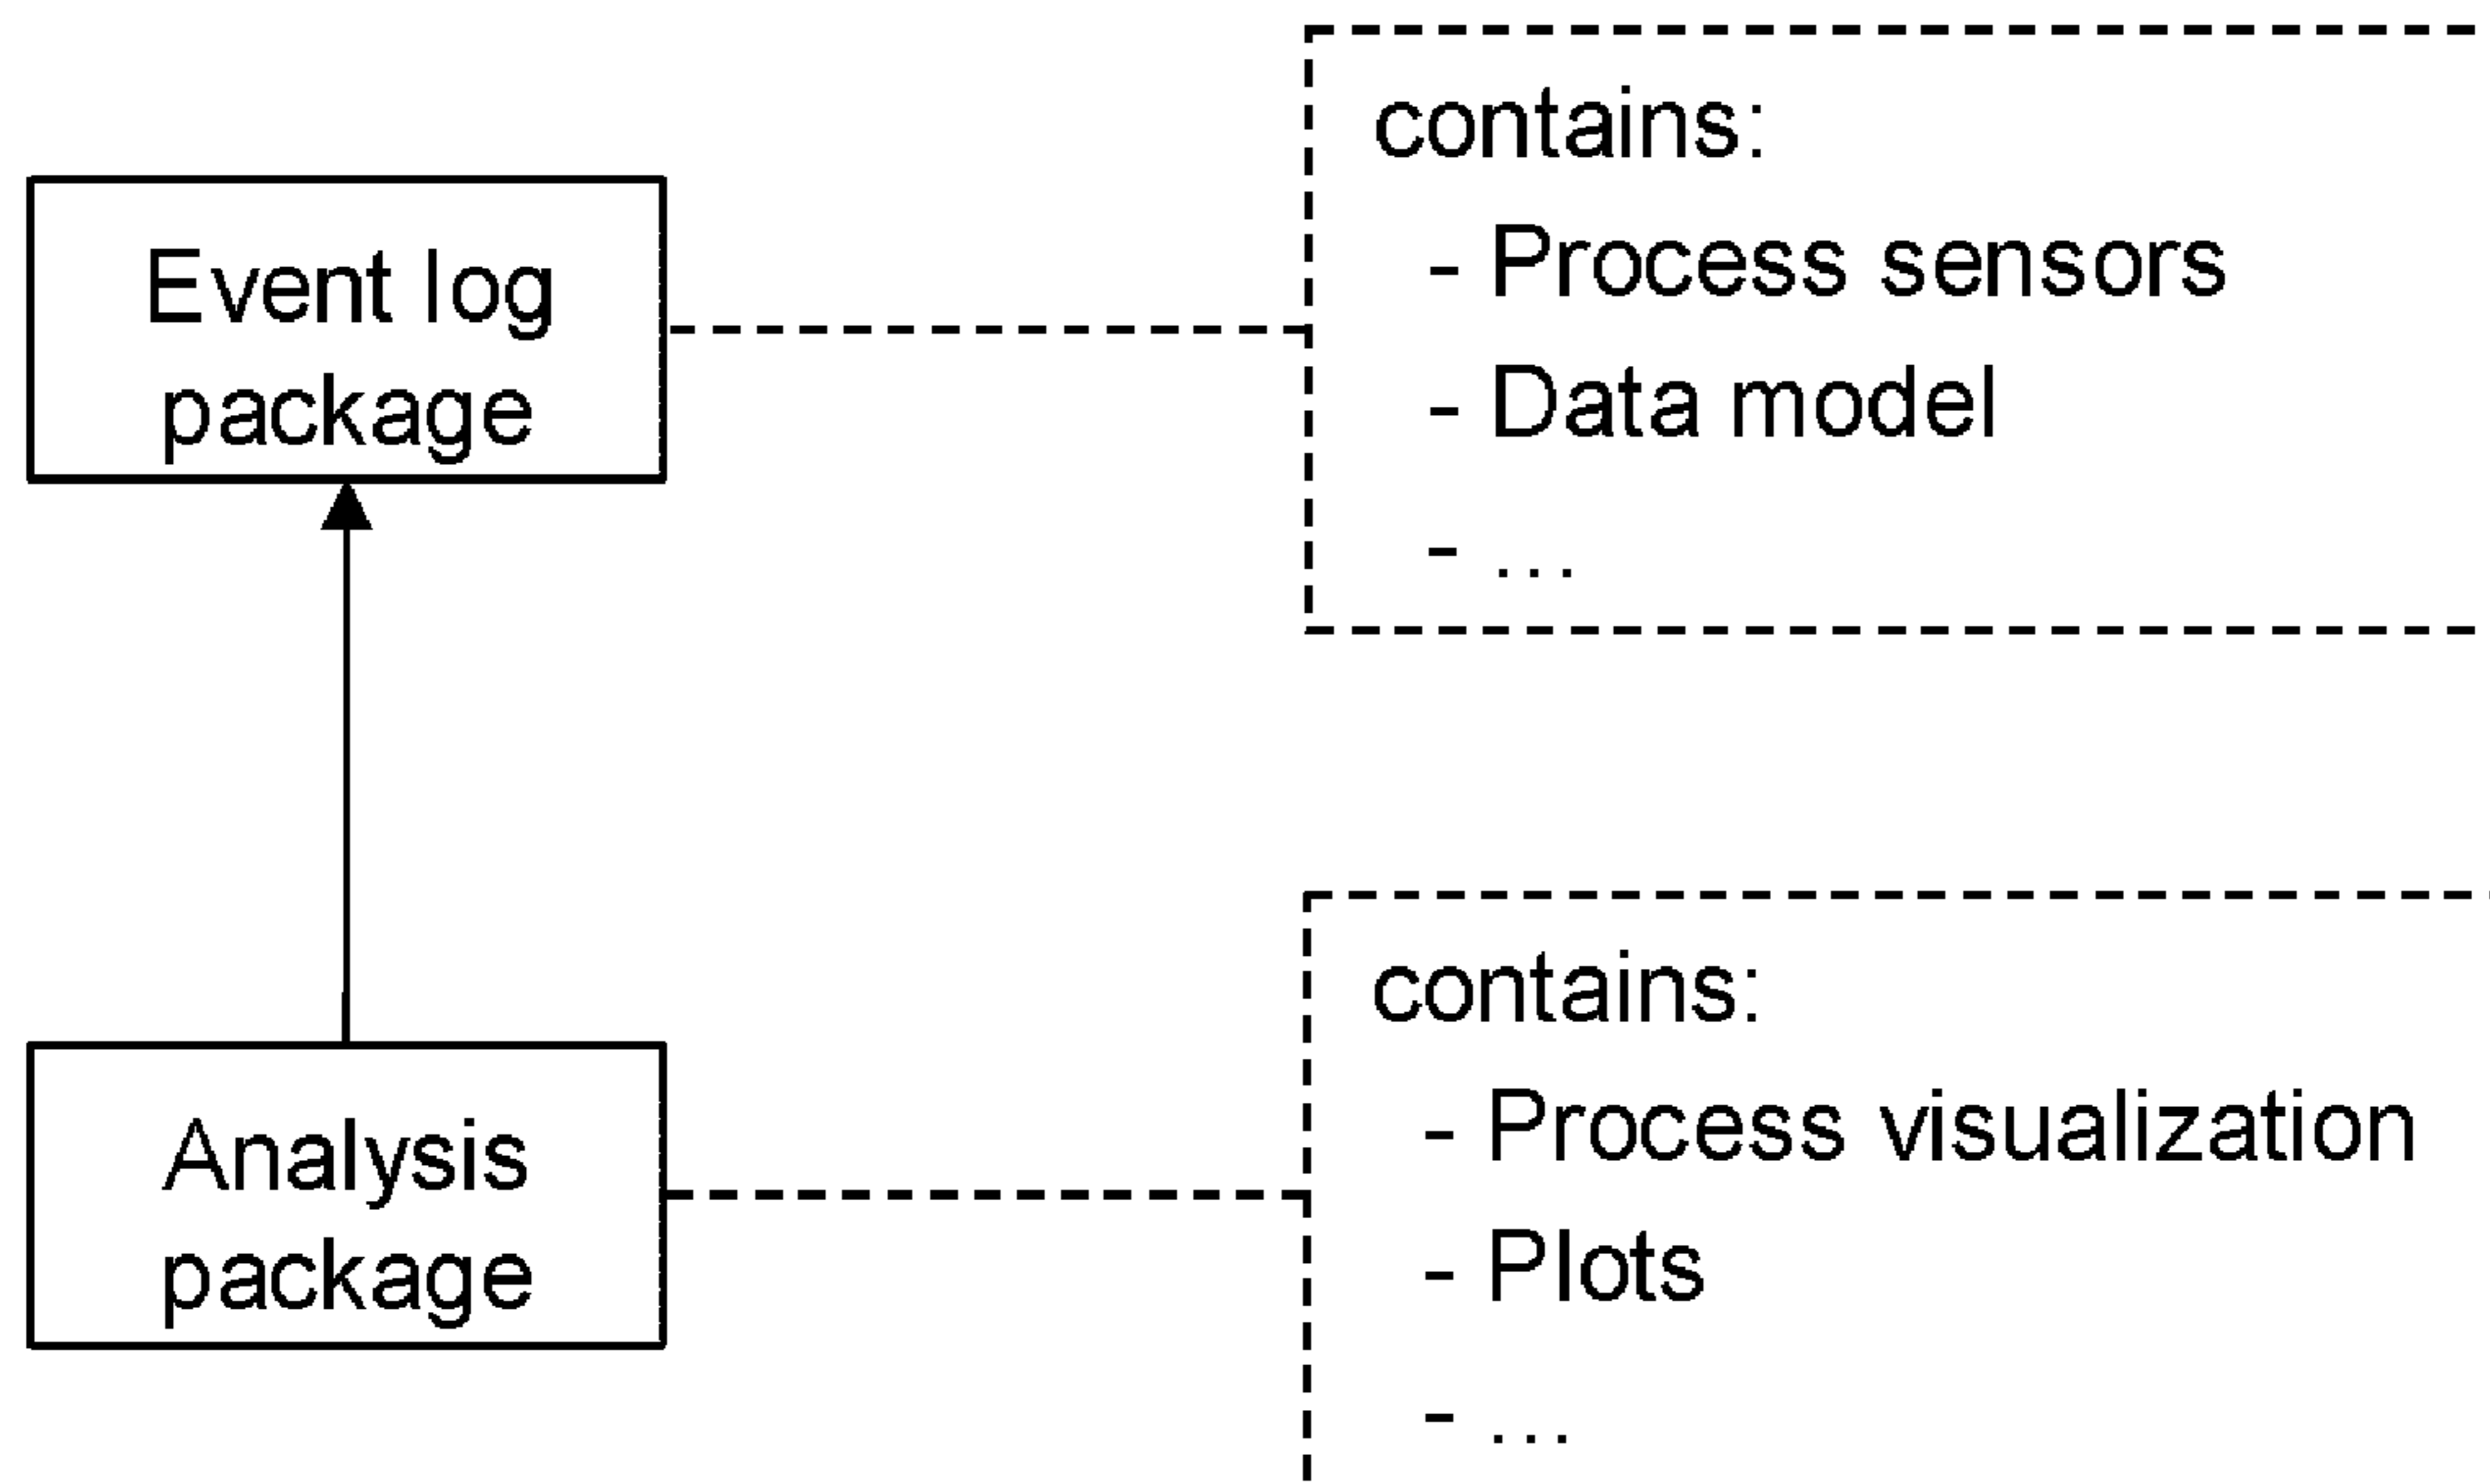 contains:
- Process sensors
- Data model
- ...
Event log
package
contains:
- Process visualization
- Plots
- ...
Analysis
package